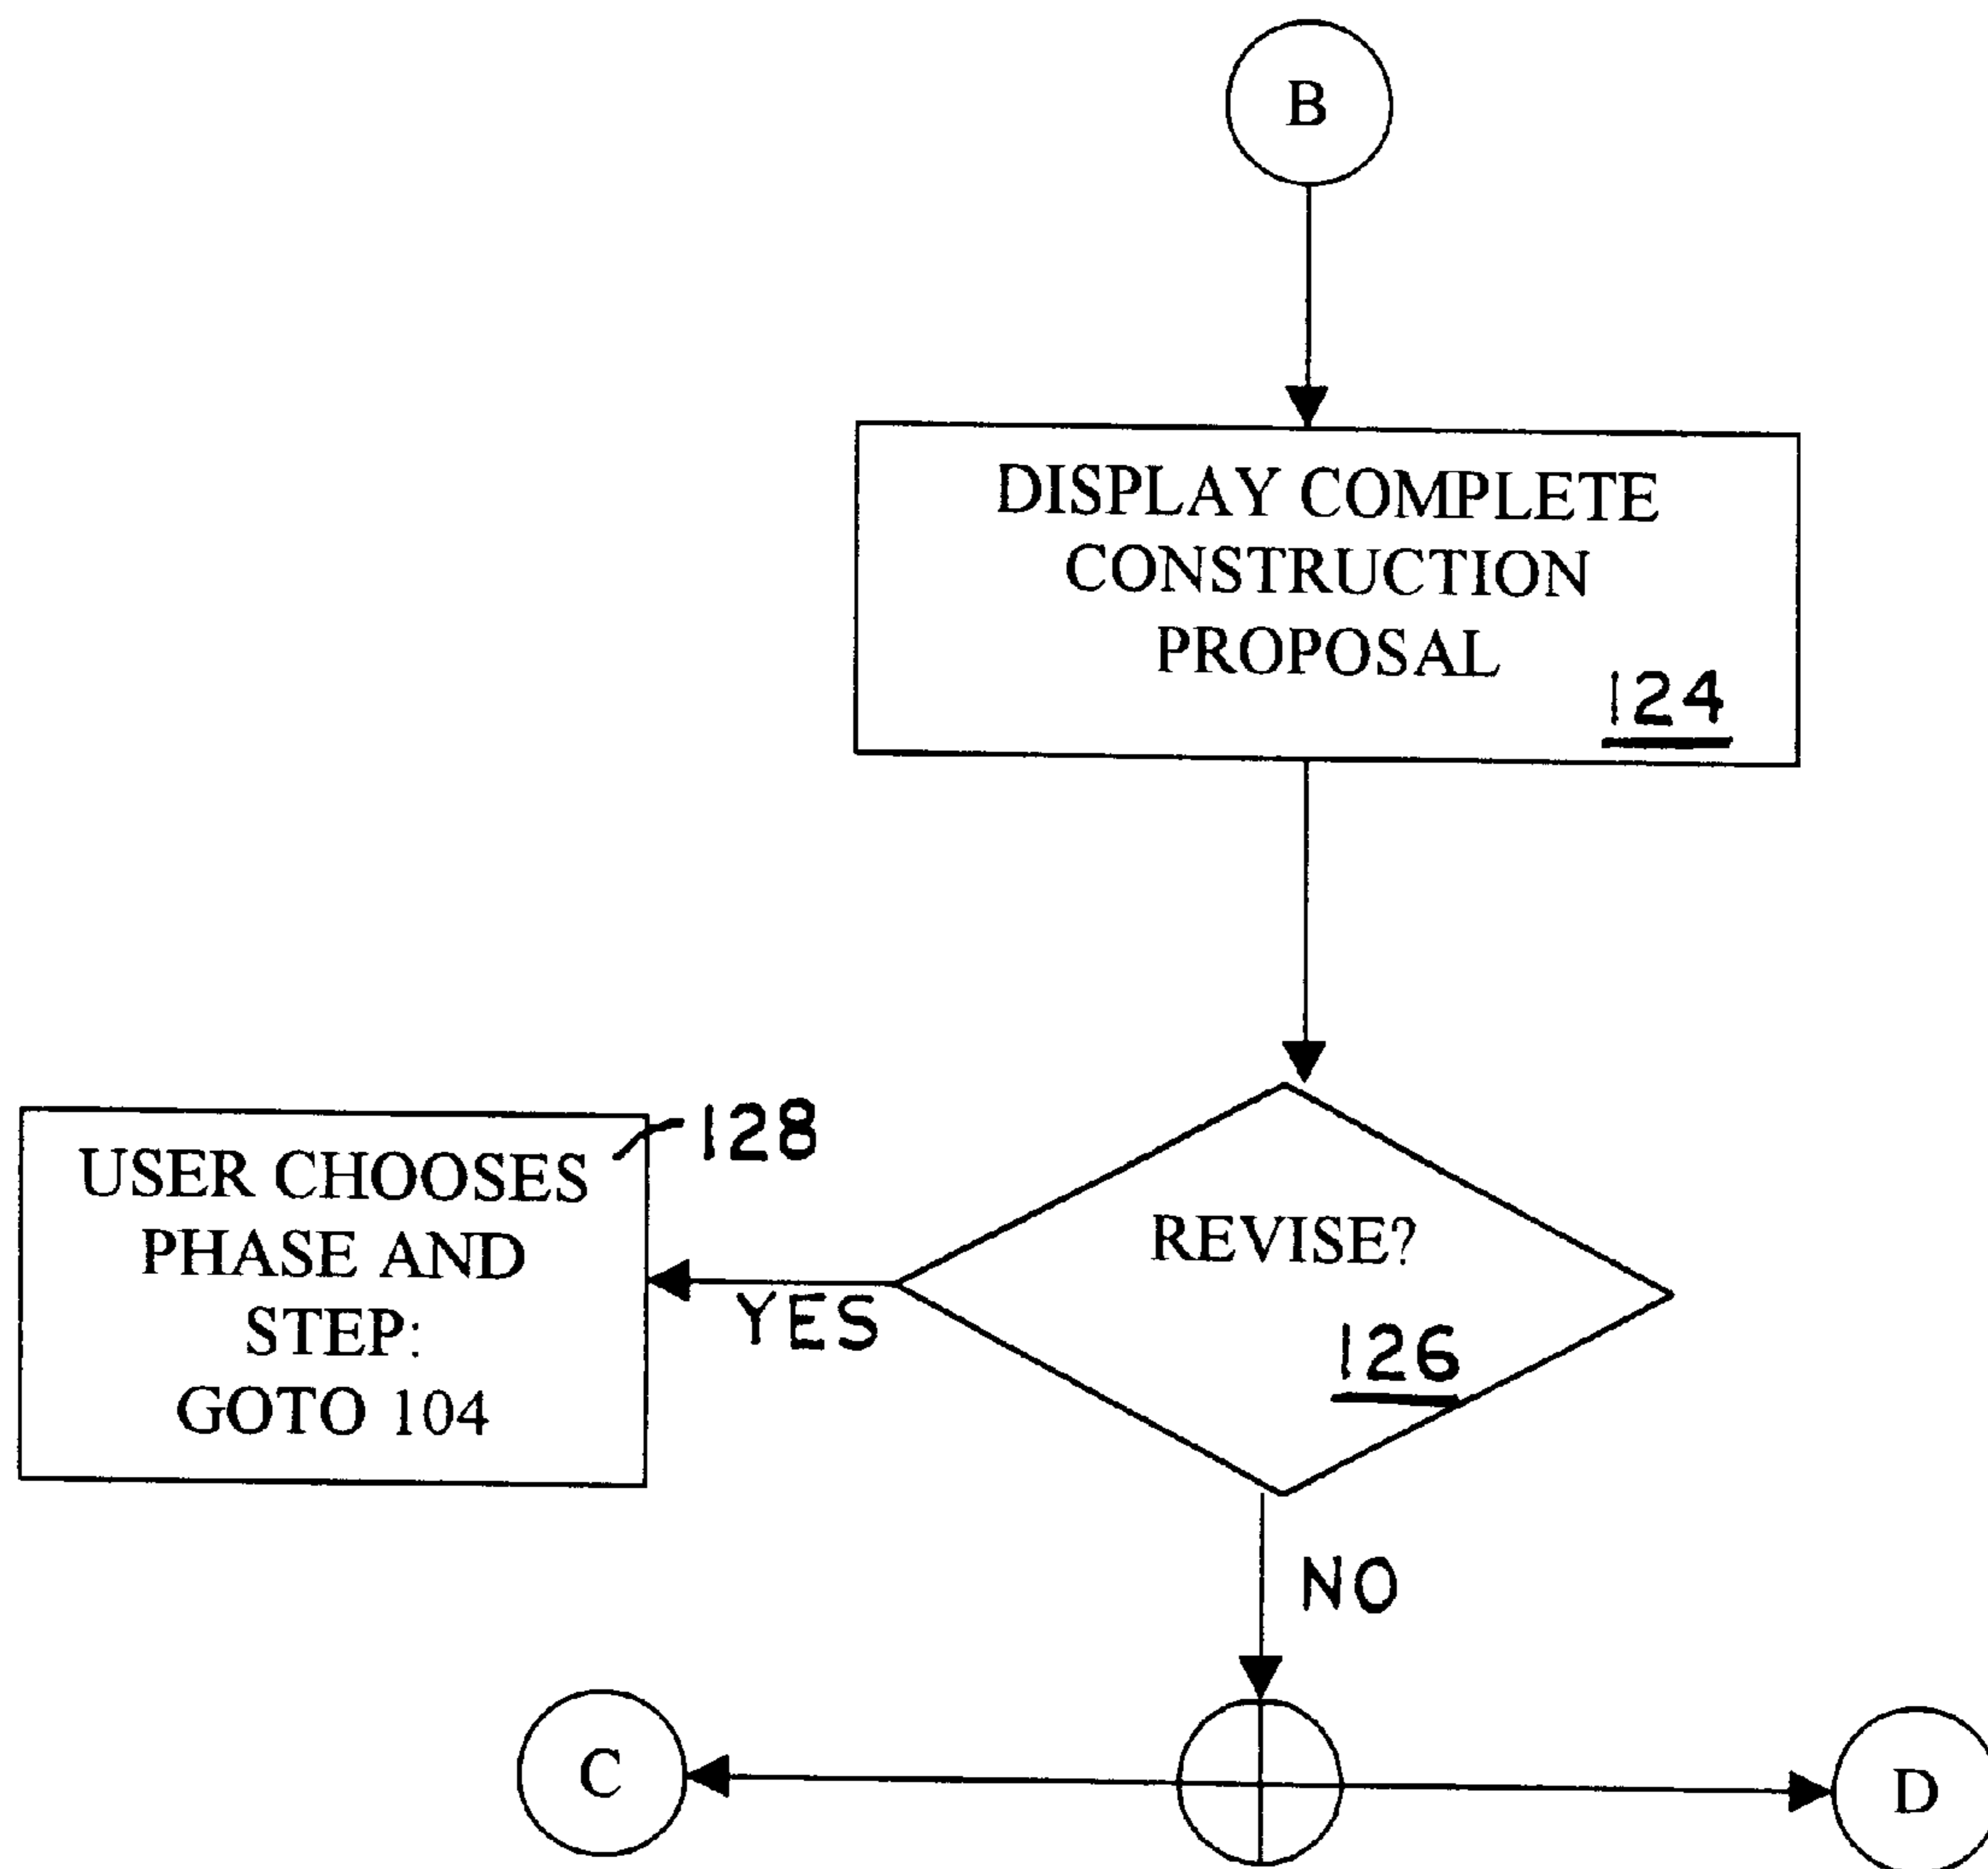 B
DISPLAY COMPLETE
CONSTRUCTION
PROPOSAL
124
128
USER CHOOSES
PHASE AND
STEP:
GOTO 104
REVISE?
YES
126
NO
C
D